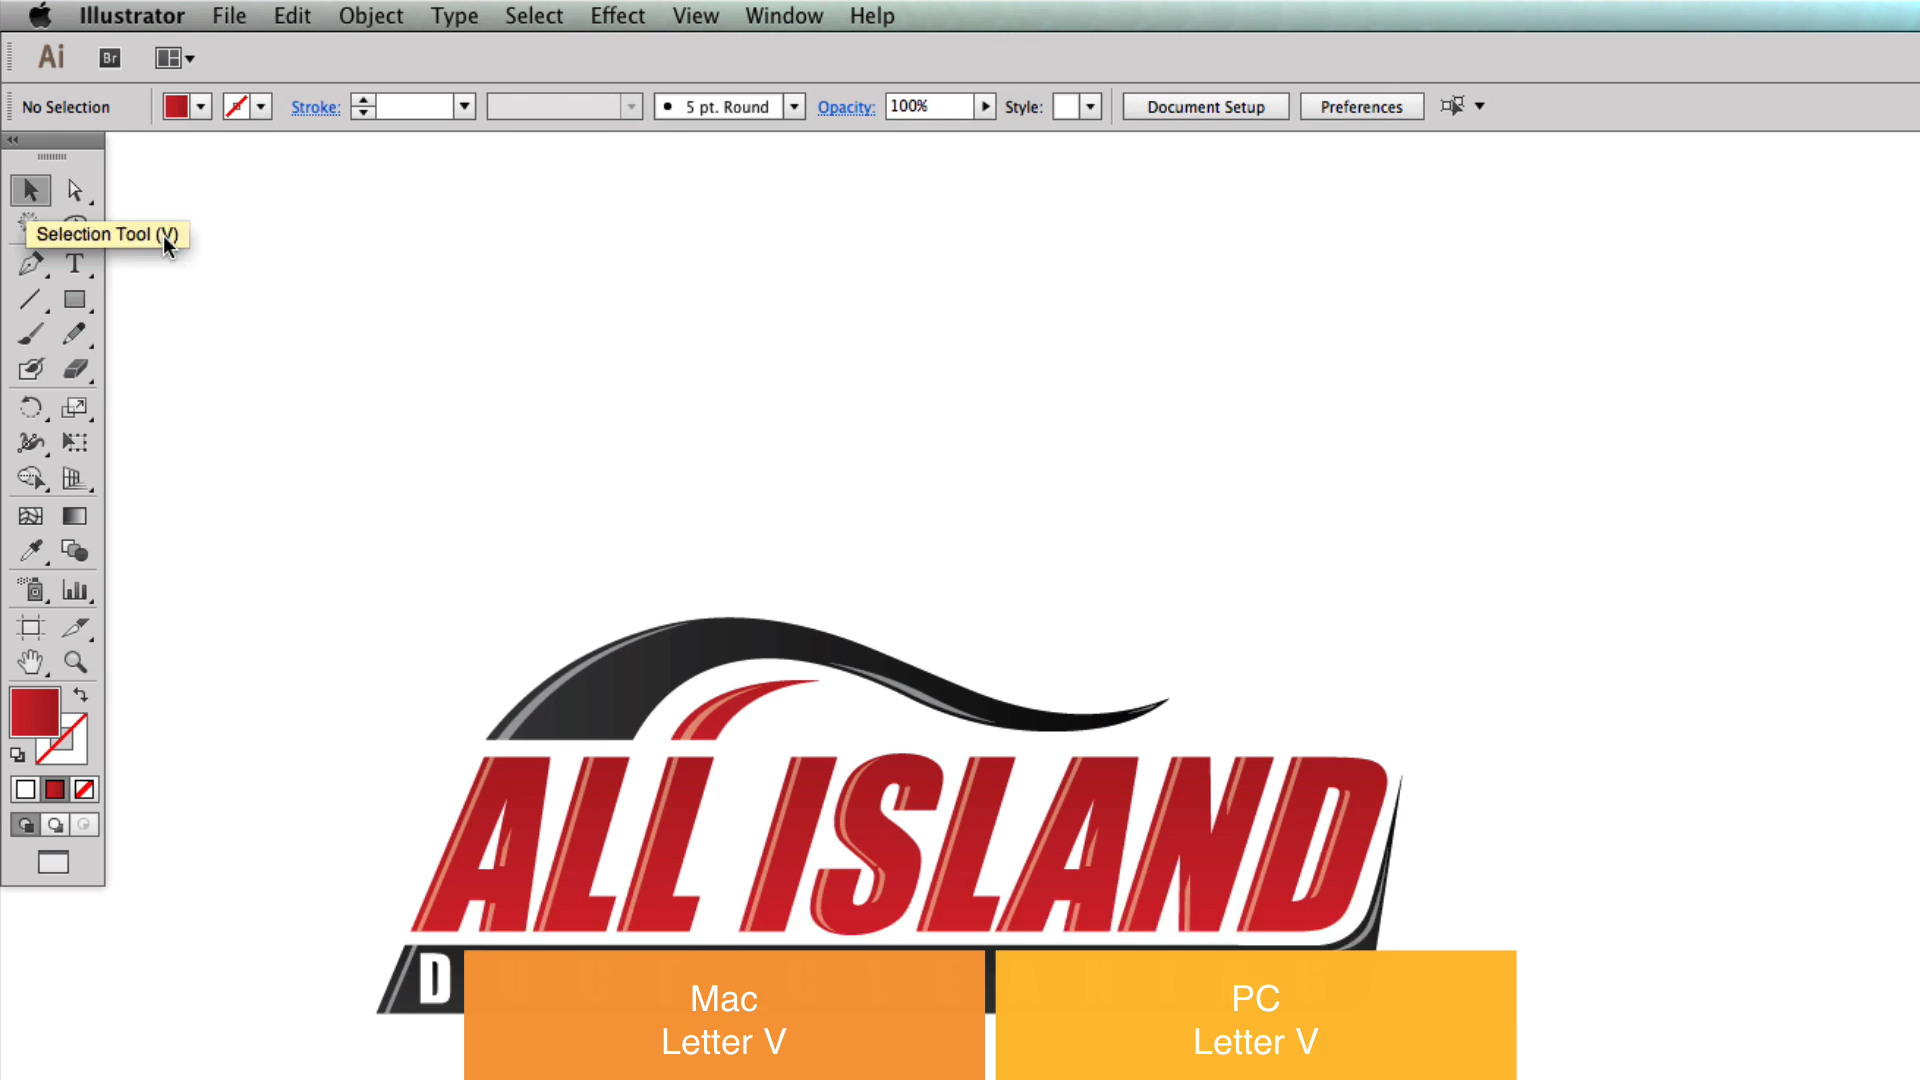 Illustrator File Edit Object Type Select Effect View Window Help
Ai Br
No Selection Stroke: 5 pt. Round Opacity: 100% Style: Document Setup Preferences
Selection Tool (V)
T
ALL ISLAND
D
Mac
Letter V
PC
Letter V